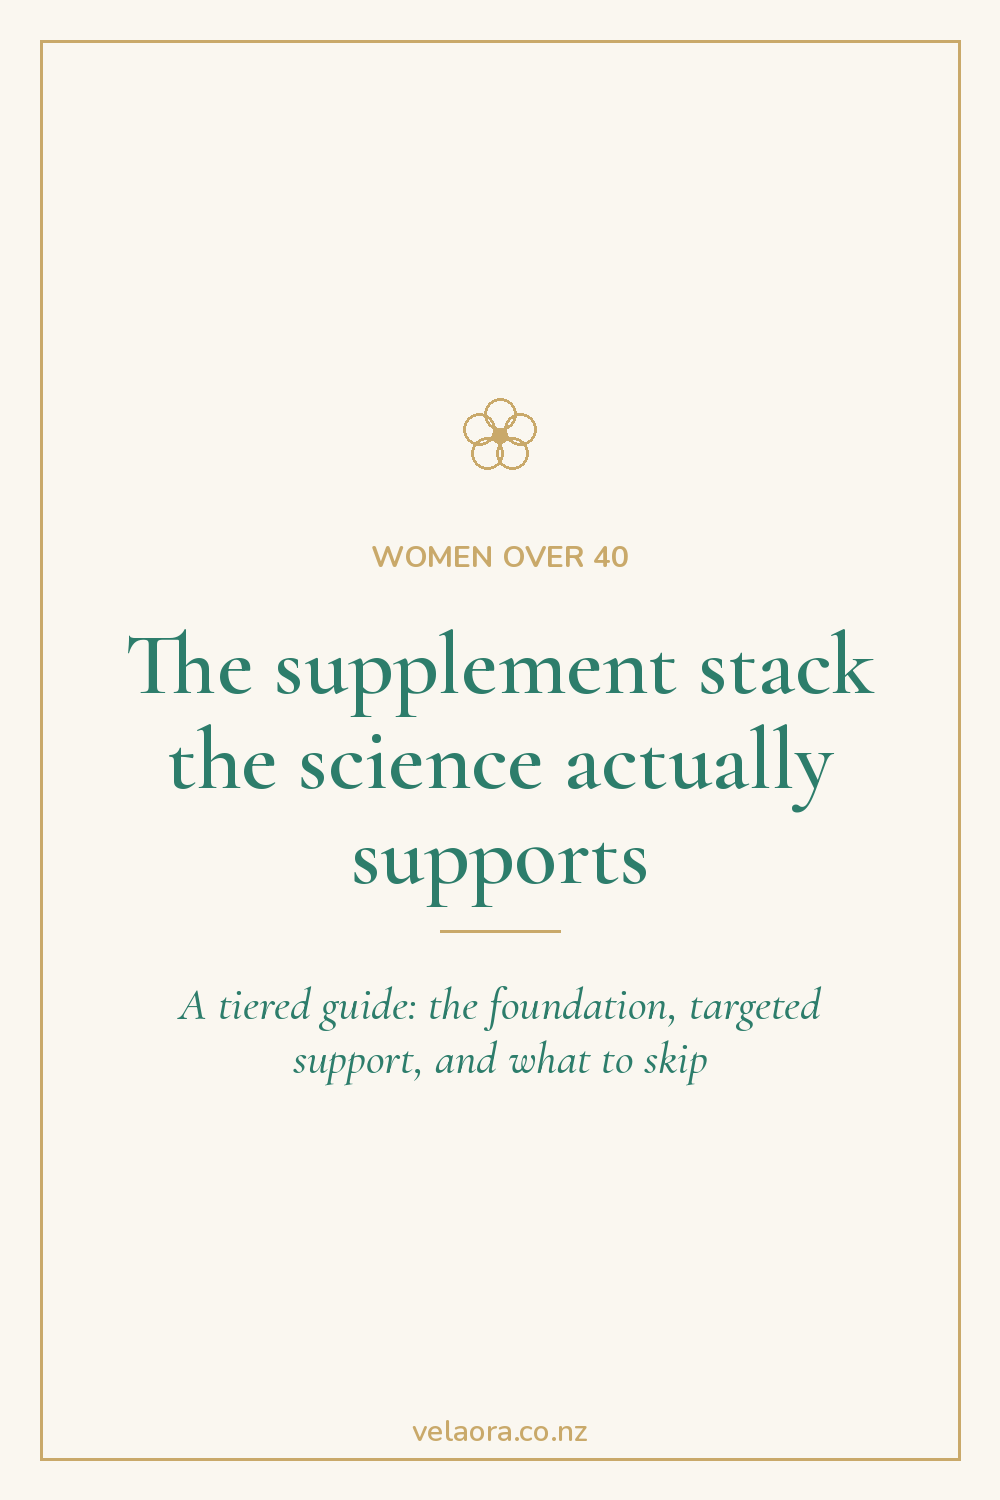 WOMEN OVER 40
The supplement stack
the science actually
supports
A tiered guide: the foundation, targeted
support, and what to skip
velaora.co.nz